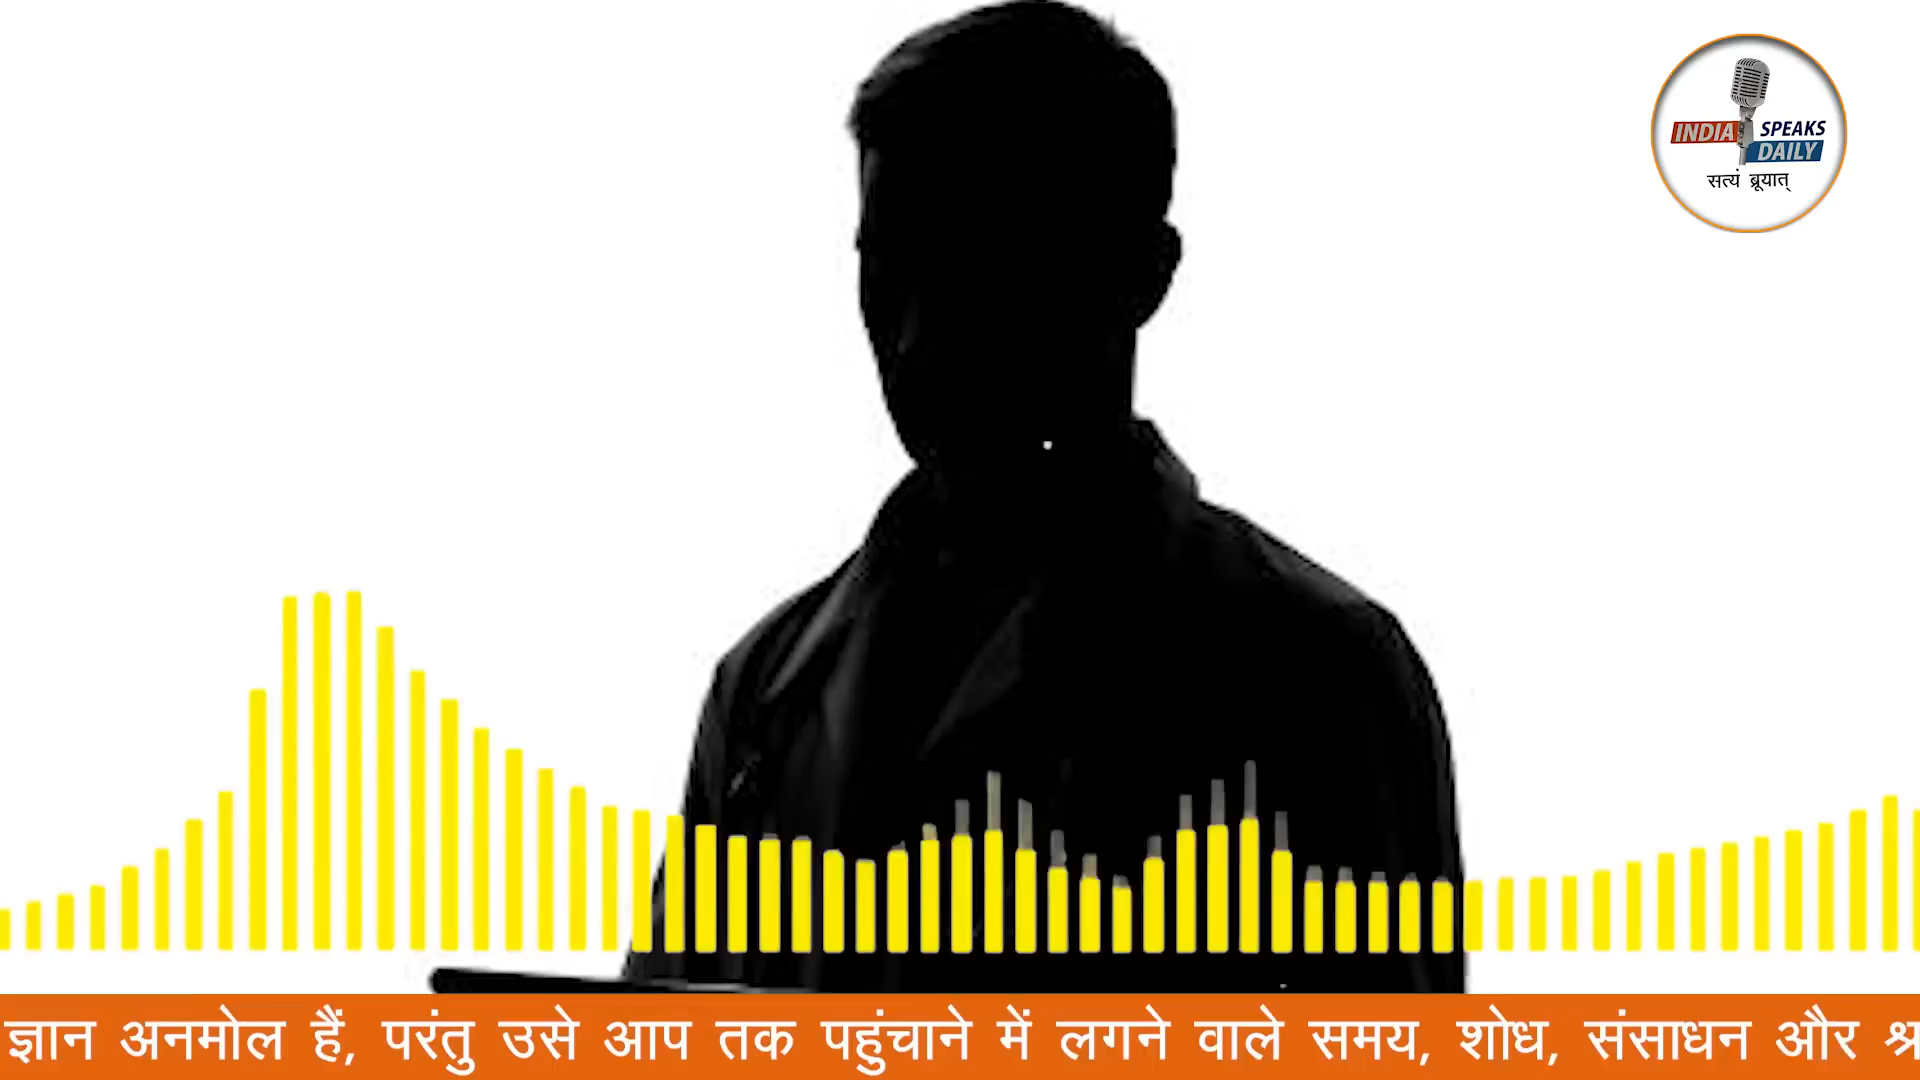 INDIA SPEAKS
DAILY
सत्यं ब्रूयात्
ज्ञान अनमोल हैं, परंतु उसे आप तक पहुंचाने में लगने वाले समय, शोध, संसाधन और